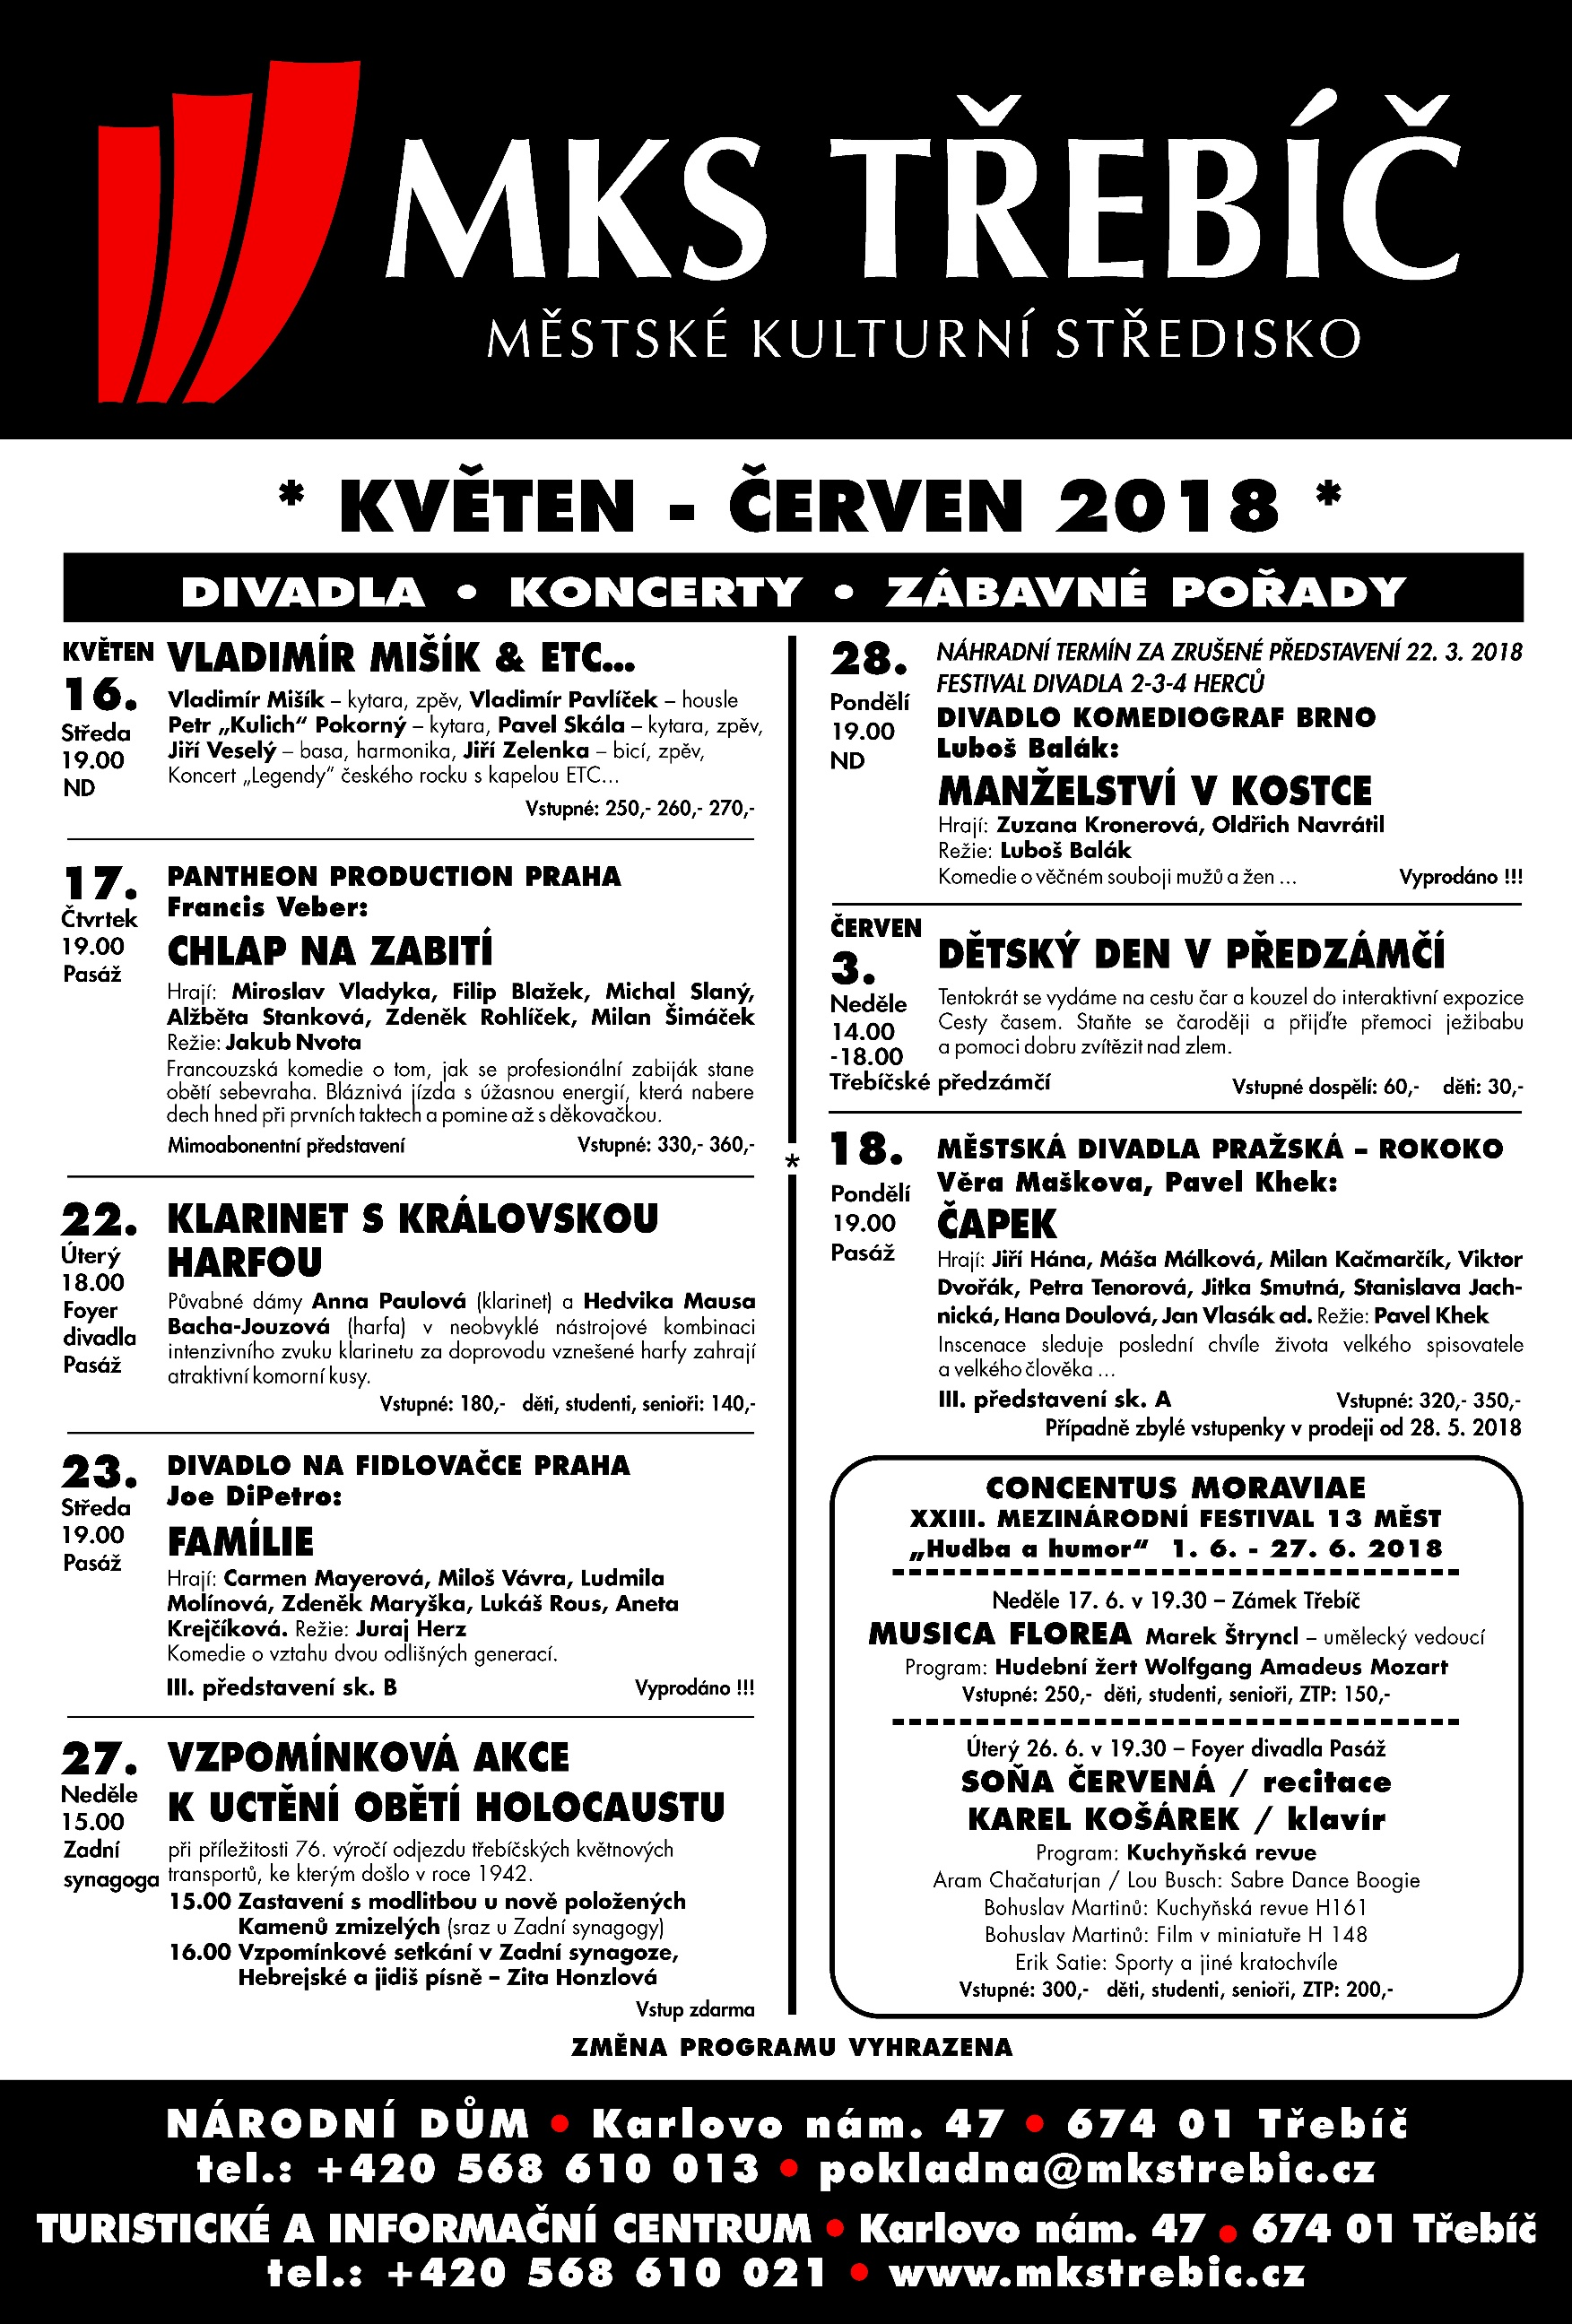 MKS TŘEBÍČ
MĚSTSKÉ KULTURNÍ STŘEDISKO
* KVĚTEN - ČERVEN 2018 *
DIVADLA • KONCERTY • ZÁBAVNÉ POŘADY
KVĚTEN
16.
Středa
19.00
ND
VLADIMÍR MIŠÍK & ETC...
Vladimír Mišík – kytara, zpěv, Vladimír Pavlíček – housle
Petr „Kulich“ Pokorný – kytara, Pavel Skála – kytara, zpěv,
Jiří Veselý – basa, harmonika, Jiří Zelenka – bicí, zpěv,
Koncert „Legendy“ českého rocku s kapelou ETC...
Vstupné: 250,- 260,- 270,-
17.
Čtvrtek
19.00
Pasáž
PANTHEON PRODUCTION PRAHA
Francis Veber:
CHLAP NA ZABITÍ
Hrají: Miroslav Vladyka, Filip Blažek, Michal Slaný,
Alžběta Stanková, Zdeněk Rohlíček, Milan Šimáček
Režie: Jakub Nvota
Francouzská komedie o tom, jak se profesionální zabiják stane
obětí sebevraha. Bláznivá jízda s úžasnou energií, která nabere
dech hned při prvních taktech a pomine až s děkovačkou.
Mimoabonentní představení Vstupné: 330,- 360,-
22.
Úterý
18.00
Foyer
divadla
Pasáž
KLARINET S KRÁLOVSKOU
HARFOU
Půvabné dámy Anna Paulová (klarinet) a Hedvika Mausa
Bacha-Jouzová (harfa) v neobvyklé nástrojové kombinaci
intenzivního zvuku klarinetu za doprovodu vznešené harfy zahrají
atraktivní komorní kusy.
Vstupné: 180,- děti, studenti, senioři: 140,-
23.
Středa
19.00
Pasáž
DIVADLO NA FIDLOVAČCE PRAHA
Joe DiPetro:
FAMÍLIE
Hrají: Carmen Mayerová, Miloš Vávra, Ludmila
Molínová, Zdeněk Maryška, Lukáš Rous, Aneta
Krejčíková. Režie: Juraj Herz
Komedie o vztahu dvou odlišných generací.
III. představení sk. B Vyprodáno !!!
27.
Neděle
15.00
Zadní
synagoga
VZPOMÍNKOVÁ AKCE
K UCTĚNÍ OBĚTÍ HOLOCAUSTU
při příležitosti 76. výročí odjezdu třebíčských květnových
transportů, ke kterým došlo v roce 1942.
15.00 Zastavení s modlitbou u nově položených
Kamenů zmizelých (sraz u Zadní synagogy)
16.00 Vzpomínkové setkání v Zadní synagoze,
Hebrejské a jidiš písně – Zita Honzlová
Vstup zdarma
*
28.
Pondělí
19.00
ND
NÁHRADNÍ TERMÍN ZA ZRUŠENÉ PŘEDSTAVENÍ 22. 3. 2018
FESTIVAL DIVADLA 2-3-4 HERCŮ
DIVADLO KOMEDIOGRAF BRNO
Luboš Balák:
MANŽELSTVÍ V KOSTCE
Hrají: Zuzana Kronerová, Oldřich Navrátil
Režie: Luboš Balák
Komedie o věčném souboji mužů a žen ... Vyprodáno !!!
ČERVEN
3.
Neděle
14.00
-18.00
Třebíčské předzámčí
DĚTSKÝ DEN V PŘEDZÁMČÍ
Tentokrát se vydáme na cestu čar a kouzel do interaktivní expozice
Cesty časem. Staňte se čaroději a přijďte přemoci ježibabu
a pomoci dobru zvítězit nad zlem.
Vstupné dospělí: 60,- děti: 30,-
18.
Pondělí
19.00
Pasáž
MĚSTSKÁ DIVADLA PRAŽSKÁ – ROKOKO
Věra Maškova, Pavel Khek:
ČAPEK
Hrají: Jiří Hána, Máša Málková, Milan Kačmarčík, Viktor
Dvořák, Petra Tenorová, Jitka Smutná, Stanislava Jach-
nická, Hana Doulová, Jan Vlasák ad. Režie: Pavel Khek
Inscenace sleduje poslední chvíle života velkého spisovatele
a velkého člověka ...
III. představení sk. A Vstupné: 320,- 350,-
Případně zbylé vstupenky v prodeji od 28. 5. 2018
CONCENTUS MORAVIAE
XXIII. MEZINÁRODNÍ FESTIVAL 13 MĚST
„Hudba a humor“ 1. 6. - 27. 6. 2018
Neděle 17. 6. v 19.30 – Zámek Třebíč
MUSICA FLOREA Marek Štryncl – umělecký vedoucí
Program: Hudební žert Wolfgang Amadeus Mozart
Vstupné: 250,- děti, studenti, senioři, ZTP: 150,-
Úterý 26. 6. v 19.30 – Foyer divadla Pasáž
SOŇA ČERVENÁ / recitace
KAREL KOŠÁREK / klavír
Program: Kuchyňská revue
Aram Chačaturjan / Lou Busch: Sabre Dance Boogie
Bohuslav Martinů: Kuchyňská revue H161
Bohuslav Martinů: Film v miniatuře H 148
Erik Satie: Sporty a jiné kratochvíle
Vstupné: 300,- děti, studenti, senioři, ZTP: 200,-
ZMĚNA PROGRAMU VYHRAZENA
NÁRODNÍ DŮM • Karlovo nám. 47 • 674 01 Třebíč
tel.: +420 568 610 013 • pokladna@mkstrebic.cz
TURISTICKÉ A INFORMAČNÍ CENTRUM • Karlovo nám. 47 • 674 01 Třebíč
tel.: +420 568 610 021 • www.mkstrebic.cz